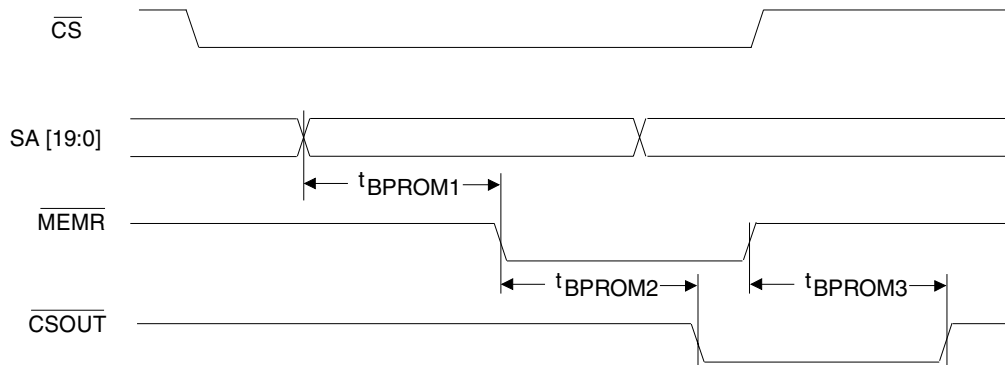 CS
SA [19:0]
tBPROM1
MEMR
tBPROM2
tBPROM3
CSOUT